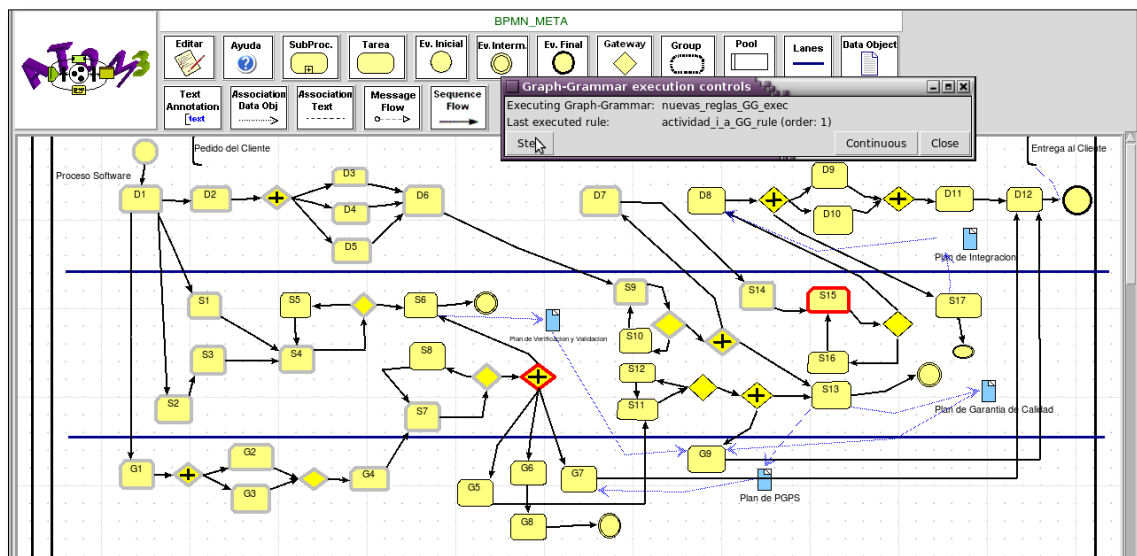 BPMN_META
Editar
Ayuda
SubProc.
Tarea
Ev. Inicial
Ev. Interm.
Ev. Final
Gateway
Group
Pool
Lanes
Data Object
ATOM3
Text
Annotation
[text
Association
Data Obj
Association
Text
Message
Flow
Sequence
Flow
Graph-Grammar execution controls
Executing Graph-Grammar: nuevas_reglas_GG_exec
Last executed rule: actividad_i_a_GG_rule (order: 1)
Ste
Continuous
Close
Pedido del Cliente
Entrega al Cliente
Proceso Software
D1
D2
D3
D4
D5
D6
D7
D8
D9
D10
D11
D12
Plan de Integracion
S1
S2
S3
S4
S5
S6
Plan de Verificacion y Validacion
S7
S8
S9
S10
S12
S11
S14
S15
S16
S13
S17
Plan de Garantia de Calidad
G1
G2
G3
G4
G5
G6
G7
G8
G9
Plan de PGPS